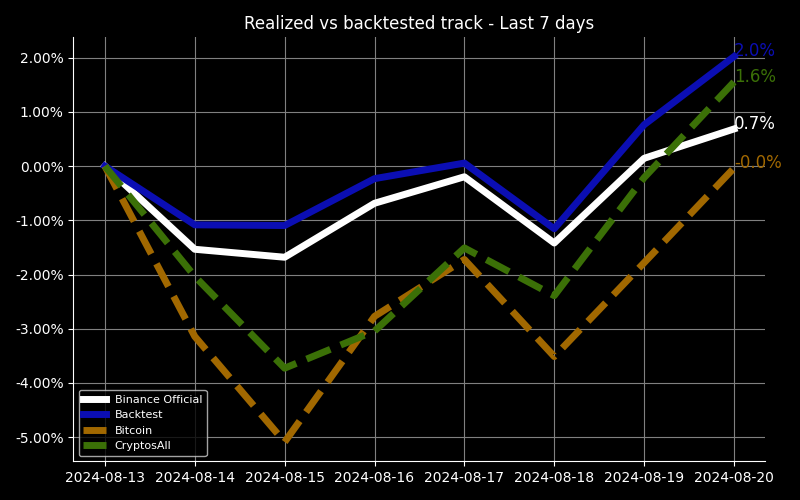 Realized vs backtested track - Last 7 days
2.00%
1.00%
0.00%
-1.00%
-2.00%
-3.00%
-4.00%
-5.00%
2.0%
1.6%
0.7%
-0.0%
Binance Official
Backtest
Bitcoin
CryptosAll
2024-08-13 2024-08-14 2024-08-15 2024-08-16 2024-08-17 2024-08-18 2024-08-19 2024-08-20